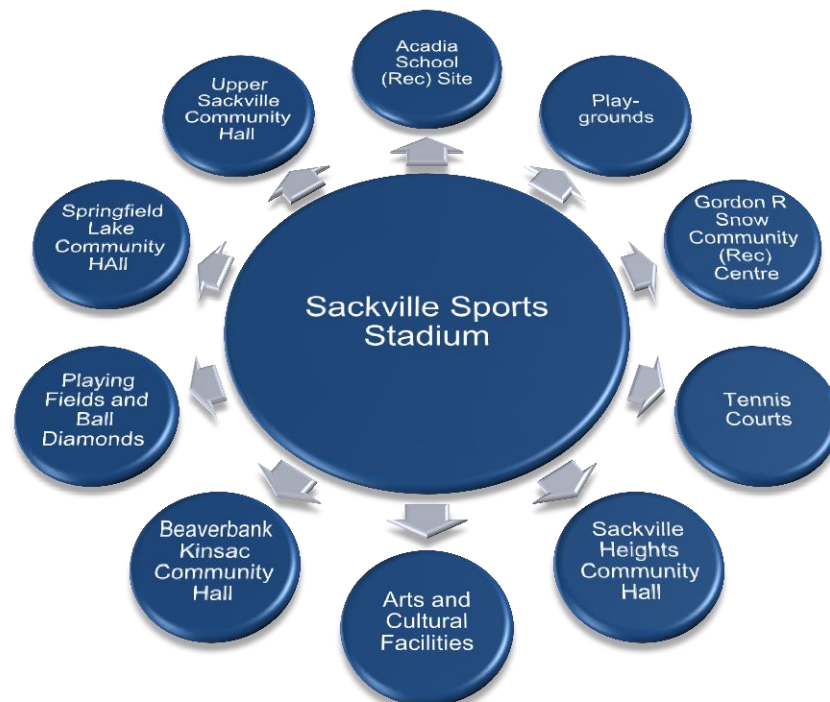 Acadia
School
(Rec) Site
Play-
grounds
Gordon R
Snow
Community
(Rec)
Centre
Tennis
Courts
Sackville
Heights
Community
Hall
Arts and
Cultural
Facilities
Beaverbank
Kinsac
Community
Hall
Playing
Fields and
Ball
Diamonds
Springfield
Lake
Community
HAll
Upper
Sackville
Community
Hall
Sackville Sports
Stadium